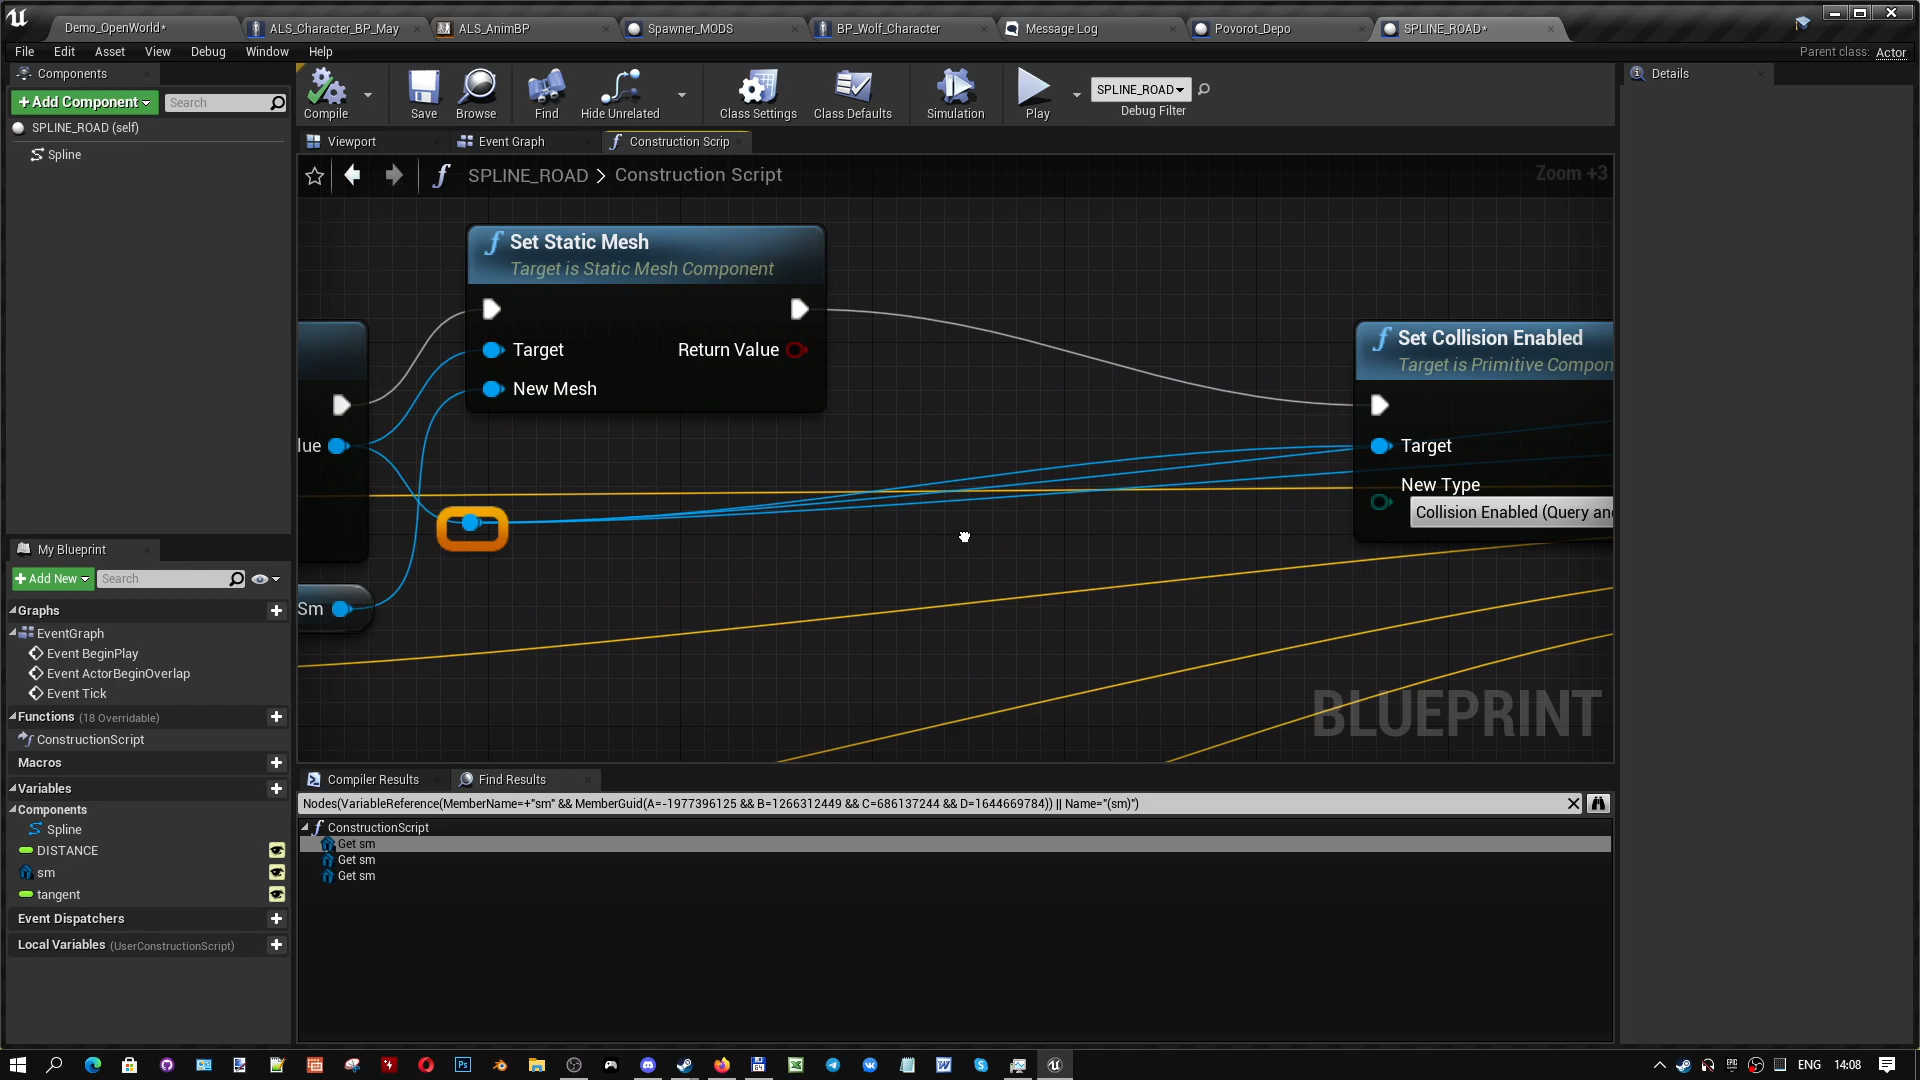 Demo_OpenWorld*
ALS_Character_BP_May
ALS_AnimBP
Spawner_MODS
BP_Wolf_Character
Message Log
Povorot_Depo
SPLINE_ROAD*
File Edit Asset View Debug Window Help
Parent class: Actor
Components
Details
Add Component
Search
Compile
Save
Browse
Find
Hide Unrelated
Class Settings
Class Defaults
Simulation
Play
SPLINE_ROAD
Debug Filter
SPLINE_ROAD (self)
Spline
Viewport
Event Graph
Construction Scrip
SPLINE_ROAD > Construction Script
Zoom +3
Set Static Mesh
Target is Static Mesh Component
Target
Return Value
New Mesh
lue
Sm
Set Collision Enabled
Target is Primitive Compon
Target
New Type
Collision Enabled (Query and
BLUEPRINT
My Blueprint
Add New
Search
Graphs
EventGraph
Event BeginPlay
Event ActorBeginOverlap
Event Tick
Functions (18 Overridable)
ConstructionScript
Macros
Variables
Components
Spline
DISTANCE
sm
tangent
Event Dispatchers
Local Variables (UserConstructionScript)
Compiler Results
Find Results
Nodes(VariableReference(MemberName=+"sm" && MemberGuid(A=-1977396125 && B=1266312449 && C=686137244 && D=1644669784)) || Name="(sm)")
ConstructionScript
Get sm
Get sm
Get sm
ENG
14:08